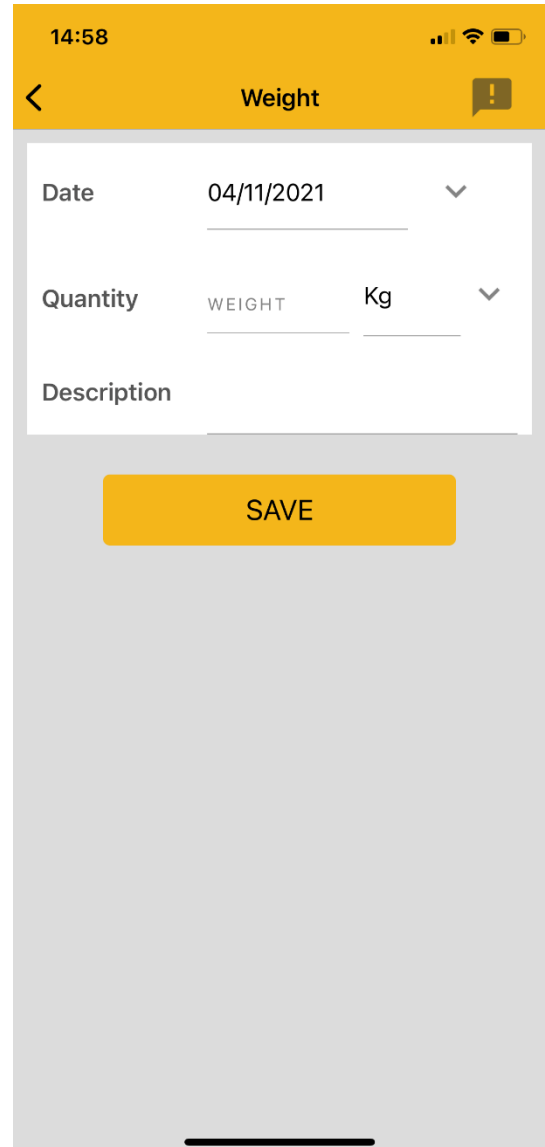 14:58
Weight
Date 04/11/2021
Quantity WEIGHT Kg
Description
SAVE